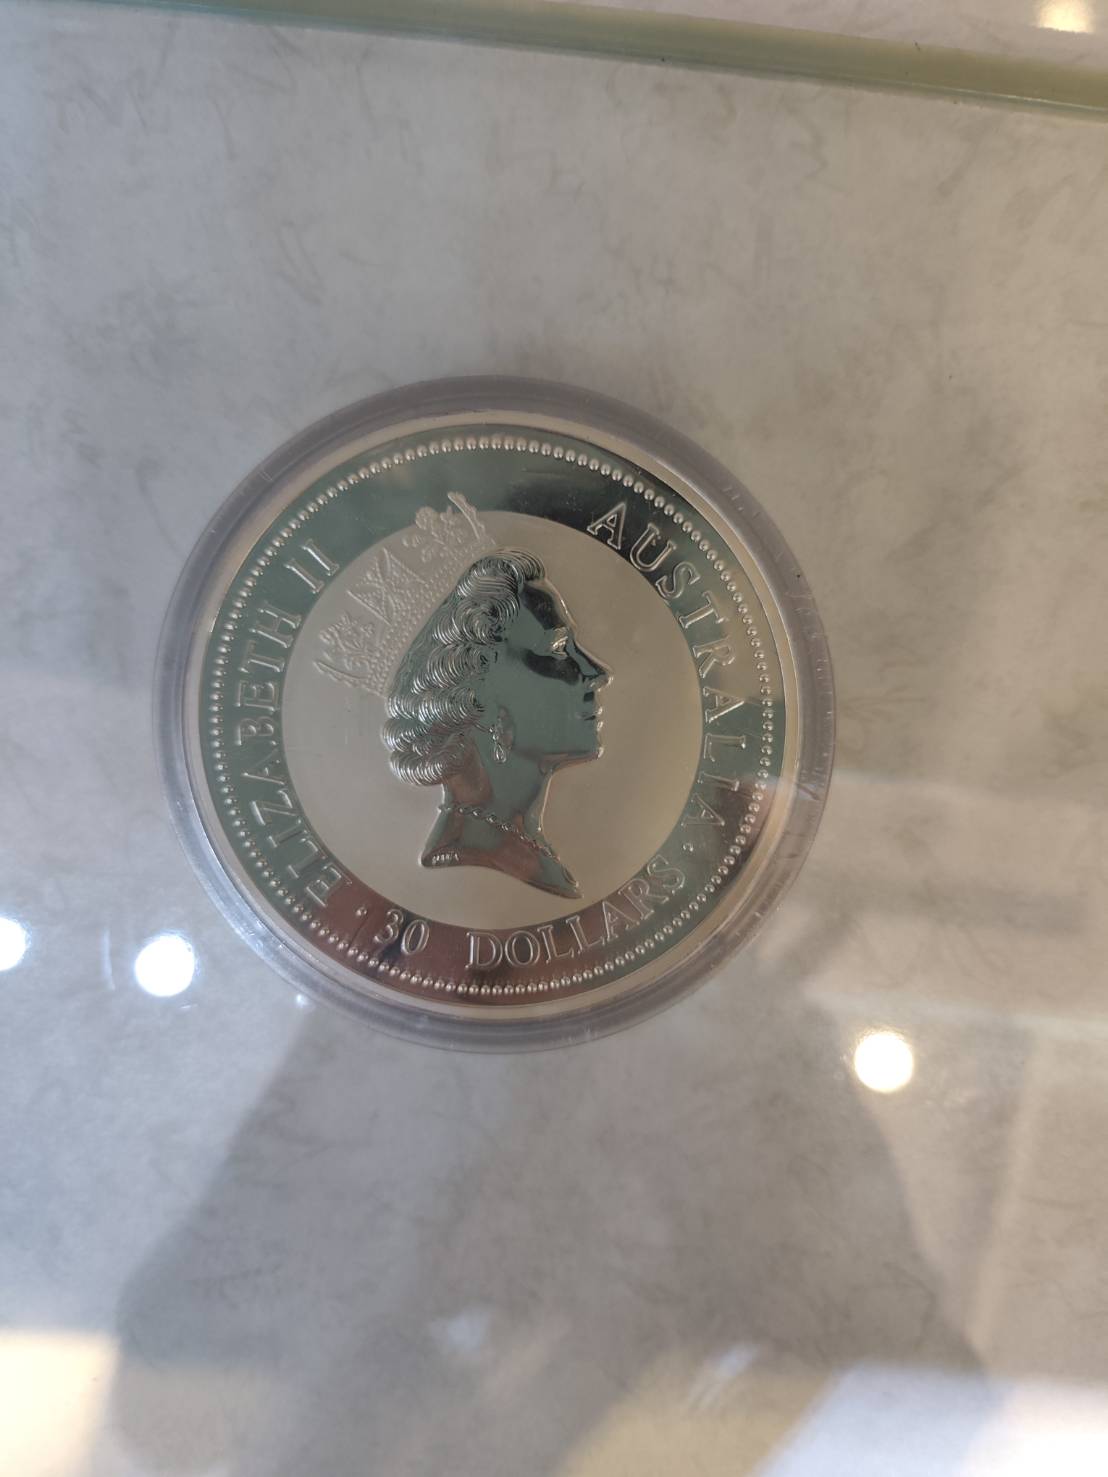 ELIZABETH II
AUSTRALIA
· 30 DOLLARS ·